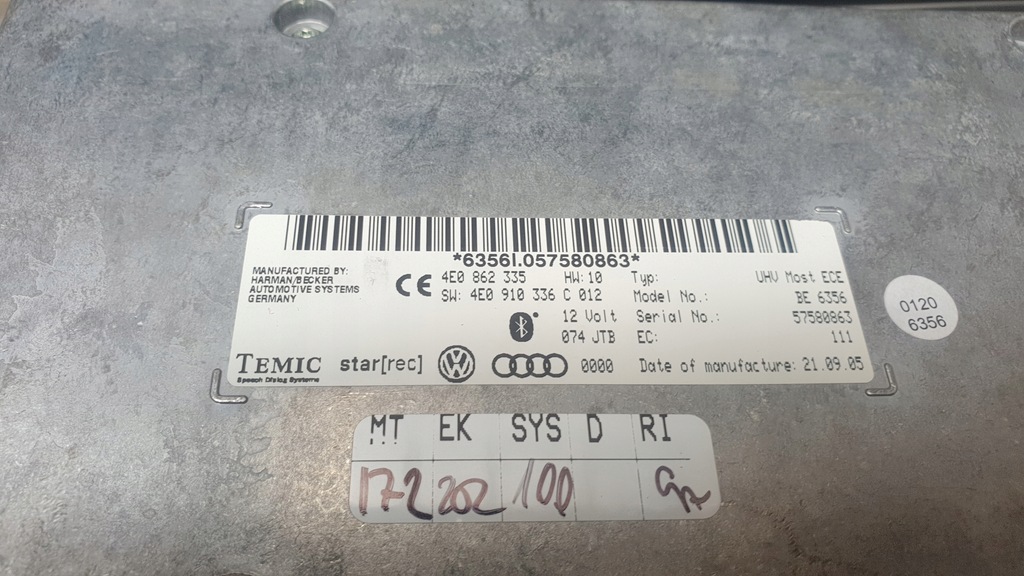 *6356I.057580863*
MANUFACTURED BY:
HARMAN/BECKER
AUTOMOTIVE SYSTEMS
GERMANY
CE 4E0 862 335 HW:10
SW: 4E0 910 336 C 012
12 Volt
074 JTB
Typ: UHV Most ECE
Model No.: BE 6356
Serial No.: 57580863
EC: 111
TEMIC star[rec] VW 0000 Date of manufacture: 21.09.05
Speech Dialog Systems
0120
6356
MT EK SYS D RI
172 202 100